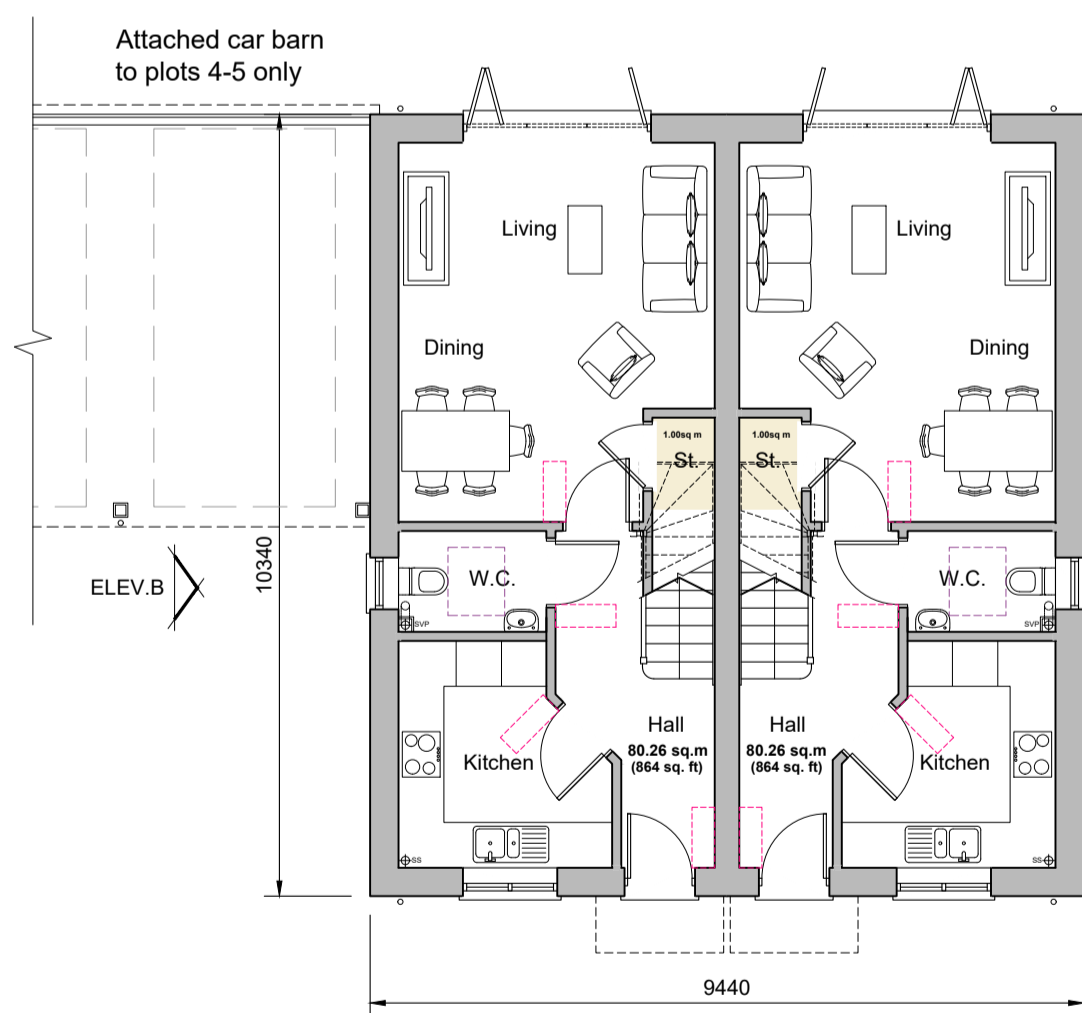 Attached car barn
to plots 4-5 only
Living
Living
Dining
Dining
1.00sq m
1.00sq m
St.
St.
10340
ELEV.B
W.C.
W.C.
SVP
SVP
Hall
Hall
80.26 sq.m
(864 sq. ft)
80.26 sq.m
(864 sq. ft)
Kitchen
Kitchen
SS
SS
9440